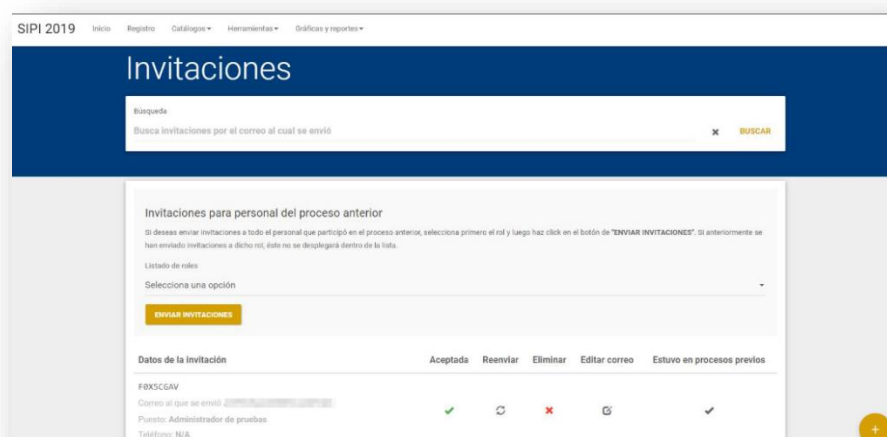 SIPI 2019 Inicio Registro Catálogos Herramientas Gráficas y reportes
Invitaciones
Búsqueda
Busca invitaciones por el correo al cual se envió
BUSCAR
Invitaciones para personal del proceso anterior
Si deseas enviar invitaciones a todo el personal que participó en el proceso anterior, selecciona primero el rol y luego haz click en el botón de "ENVIAR INVITACIONES". Si anteriormente se
han enviado invitaciones a dicho rol, éste no se desplegará dentro de la lista.
Listado de roles
Selecciona una opción
ENVIAR INVITACIONES
Datos de la invitación Aceptada Reenviar Eliminar Editar correo Estuvo en procesos previos
F0X5CGAV
Correo al que se envió
Puesto: Administrador de pruebas
Teléfono: N/A